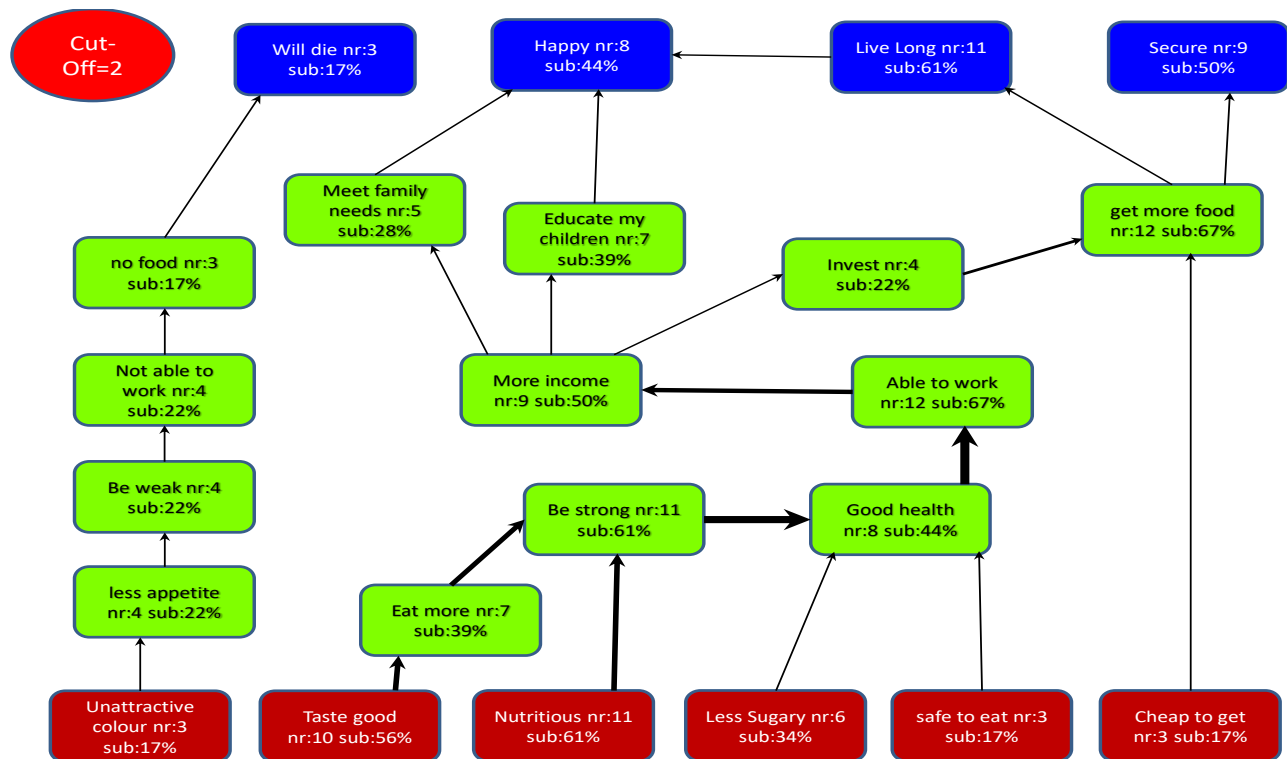 Cut-
Off=2
Will die nr:3
sub:17%
Happy nr:8
sub:44%
Live Long nr:11
sub:61%
Secure nr:9
sub:50%
Meet family
needs nr:5
sub:28%
Educate my
children nr:7
sub:39%
get more food
nr:12 sub:67%
no food nr:3
sub:17%
Invest nr:4
sub:22%
Not able to
work nr:4
sub:22%
More income
nr:9 sub:50%
Able to work
nr:12 sub:67%
Be weak nr:4
sub:22%
Be strong nr:11
sub:61%
Good health
nr:8 sub:44%
less appetite
nr:4 sub:22%
Eat more nr:7
sub:39%
Unattractive
colour nr:3
sub:17%
Taste good
nr:10 sub:56%
Nutritious nr:11
sub:61%
Less Sugary nr:6
sub:34%
safe to eat nr:3
sub:17%
Cheap to get
nr:3 sub:17%